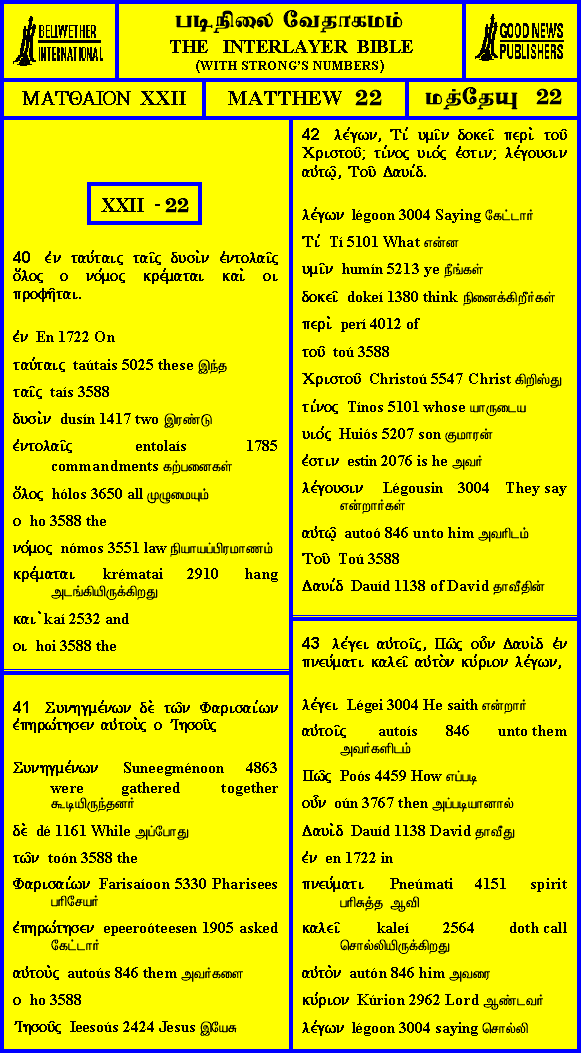 BELLWETHER
INTERNATIONAL
படிநிலை வேதாகமம்
THE INTERLAYER BIBLE
(WITH STRONG'S NUMBERS)
GOOD NEWS
PUBLISHERS
ΜΑΤΘΑΙΟΝ XXII
MATTHEW 22
மத்தேயு 22
XXII - 22
40 ἐν ταύταις ταῖς δυσὶν ἐντολαῖς
ὅλος ο νόμος κρέμαται καὶ οι
προφῆται.
ἐν En 1722 On
ταύταις taútais 5025 these இந்த
ταῖς taís 3588
δυσὶν dusín 1417 two இரண்டு
ἐντολαῖς entolaís 1785
commandments கற்பனைகள்
ὅλος hólos 3650 all முழுமையும்
ο ho 3588 the
νόμος nómos 3551 law நியாயப்பிரமாணம்
κρέμαται krématai 2910 hang
அடங்கியிருக்கிறது
και` kaí 2532 and
οι hoi 3588 the
41 Συνηγμένων δὲ τῶν Φαρισαίων
ἐπηρώτησεν αὐτοὺς ο Ἰησοῦς
Συνηγμένων Suneegménoon 4863
were gathered together
கூடியிருந்தனர்
δὲ dé 1161 While அப்போது
τῶν toón 3588 the
Φαρισαίων Farisaíoon 5330 Pharisees
பரிசேயர்
ἐπηρώτησεν epeeroóteesen 1905 asked
கேட்டார்
αὐτοὺς autoús 846 them அவர்களை
ο ho 3588
Ἰησοῦς Ieesoús 2424 Jesus இயேசு
42 λέγων, Τί υμῖν δοκεῖ περὶ τοῦ
Χριστοῦ; τίνος υιός ἐστιν; λέγουσιν
αὐτῷ, Τοῦ Δαυίδ.
λέγων légoon 3004 Saying கேட்டார்
Τί Tí 5101 What என்ன
υμῖν humín 5213 ye நீங்கள்
δοκεῖ dokeí 1380 think நினைக்கிறீர்கள்
περὶ perí 4012 of
τοῦ toú 3588
Χριστοῦ Christoú 5547 Christ கிறிஸ்து
τίνος Tínos 5101 whose யாருடைய
υιός Huiós 5207 son குமாரன்
ἐστιν estin 2076 is he அவர்
λέγουσιν Légousin 3004 They say
என்றார்கள்
αὐτῷ autoó 846 unto him அவரிடம்
Τοῦ Toú 3588
Δαυίδ Dauíd 1138 of David தாவீதின்
43 λέγει αὐτοῖς, Πῶς οὖν Δαυὶδ ἐν
πνεύματι καλεῖ αὐτὸν κύριον λέγων,
λέγει Légei 3004 He saith என்றார்
αὐτοῖς autoís 846 unto them
அவர்களிடம்
Πῶς Poós 4459 How எப்படி
οὖν oún 3767 then அப்படியானால்
Δαυὶδ Dauíd 1138 David தாவீது
ἐν en 1722 in
πνεύματι Pneúmati 4151 spirit
பரிசுத்த ஆவி
καλεῖ kaleí 2564 doth call
சொல்லியிருக்கிறது
αὐτὸν autón 846 him அவரை
κύριον Kúrion 2962 Lord ஆண்டவர்
λέγων légoon 3004 saying சொல்லி